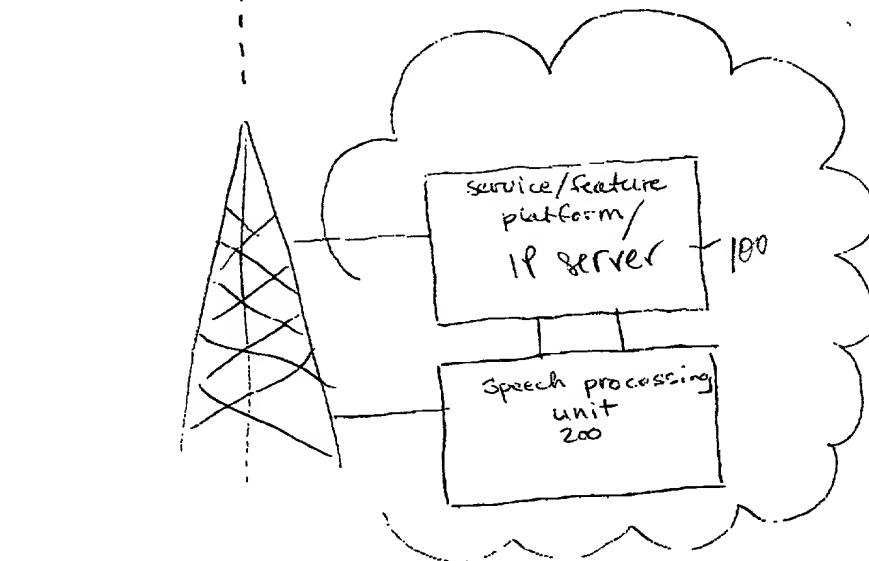 service/feature
platform/
IP server
100
speech processing
unit
200